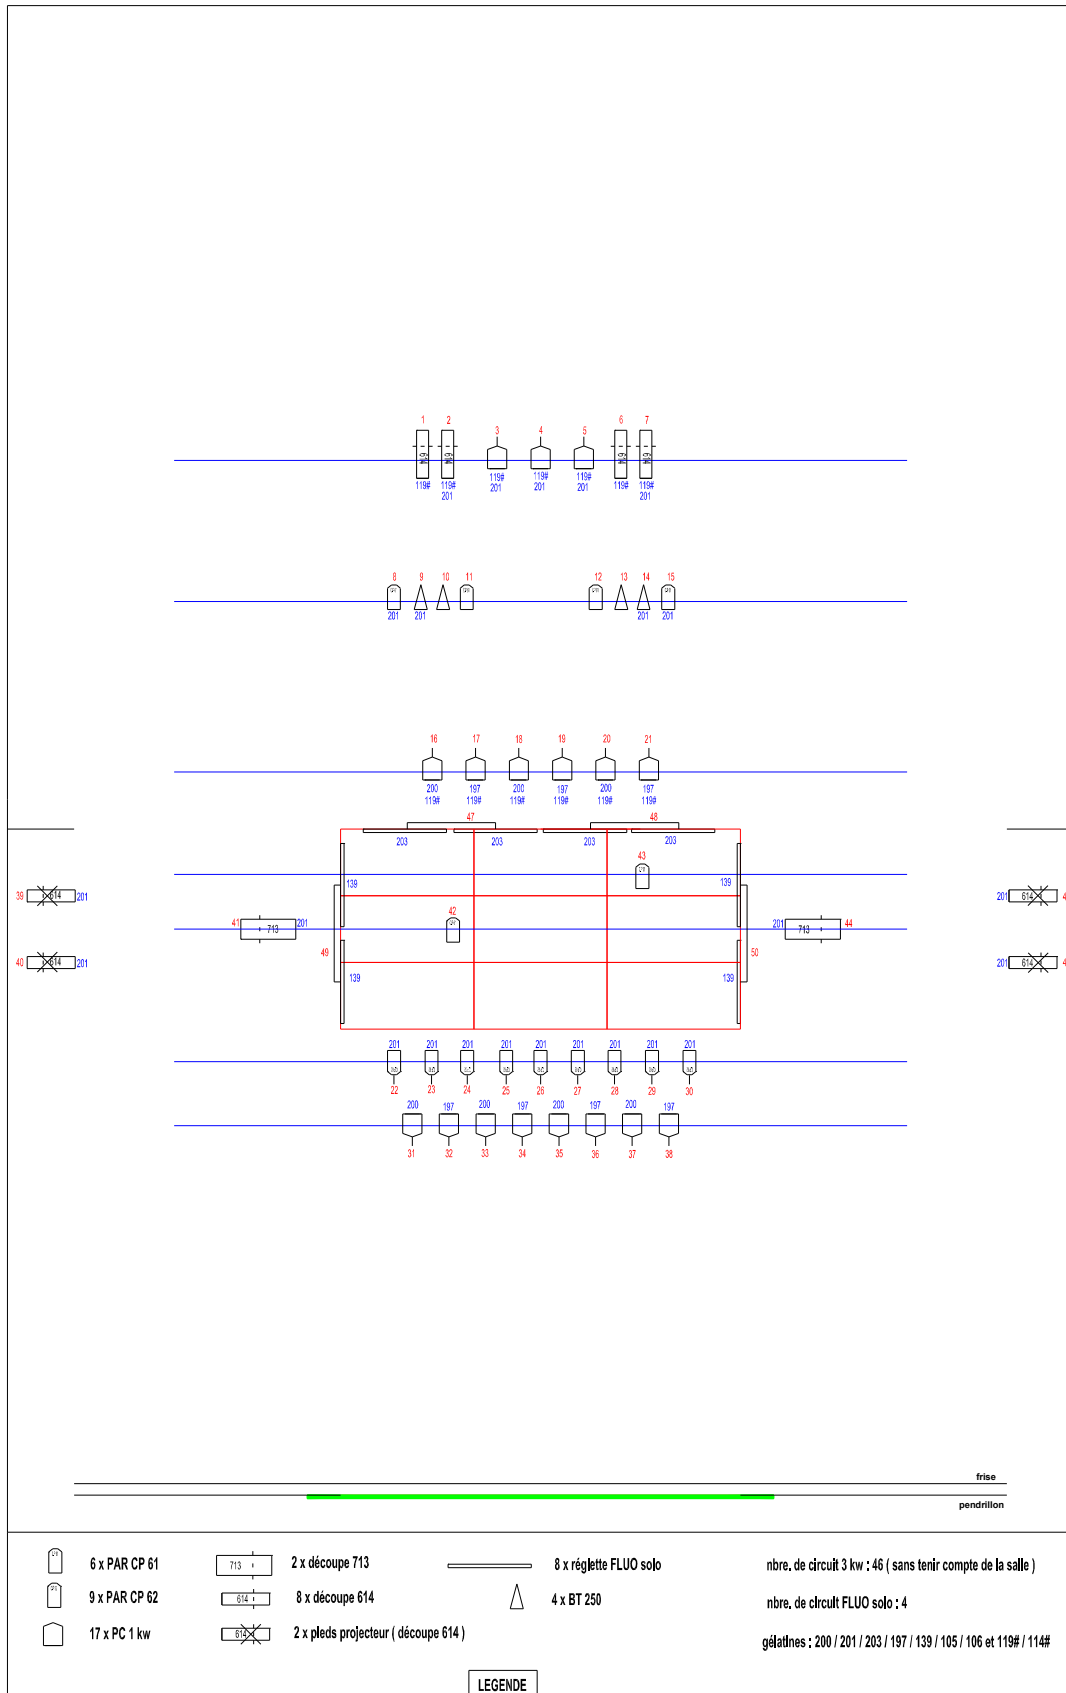 1 2 3 4 5 6 7
614 614 614 614
119# 119# 119# 119# 119# 119# 119#
201 201 201 201 201
8 9 10 11 12 13 14 15
201 201 201 201
16 17 18 19 20 21
200 197 200 197 200 197
119# 119# 119# 119# 119# 119#
47 48
203 203 203 203
43
139 139
39 614 201 201 614 4
42
41 713 201 201 713 44
49 50
40 614 201 201 614 4
139 139
201 201 201 201 201 201 201 201 201
22 23 24 25 26 27 28 29 30
200 197 200 197 200 197 200 197
31 32 33 34 35 36 37 38
frise
pendrillon
6 x PAR CP 61
713 2 x découpe 713
8 x réglette FLUO solo
nbre. de circuit 3 kw : 46 ( sans tenir compte de la salle )
9 x PAR CP 62
614 8 x découpe 614
4 x BT 250
nbre. de circuit FLUO solo : 4
17 x PC 1 kw
614 2 x pieds projecteur ( découpe 614 )
gélatines : 200 / 201 / 203 / 197 / 139 / 105 / 106 et 119# / 114#
LEGENDE